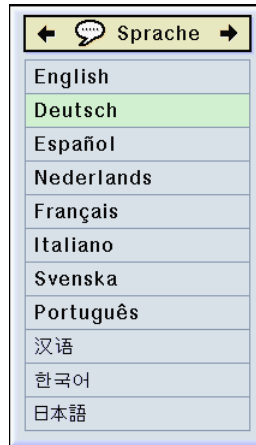 Sprache
English
Deutsch
Español
Nederlands
Français
Italiano
Svenska
Português
汉语
한국어
日本語